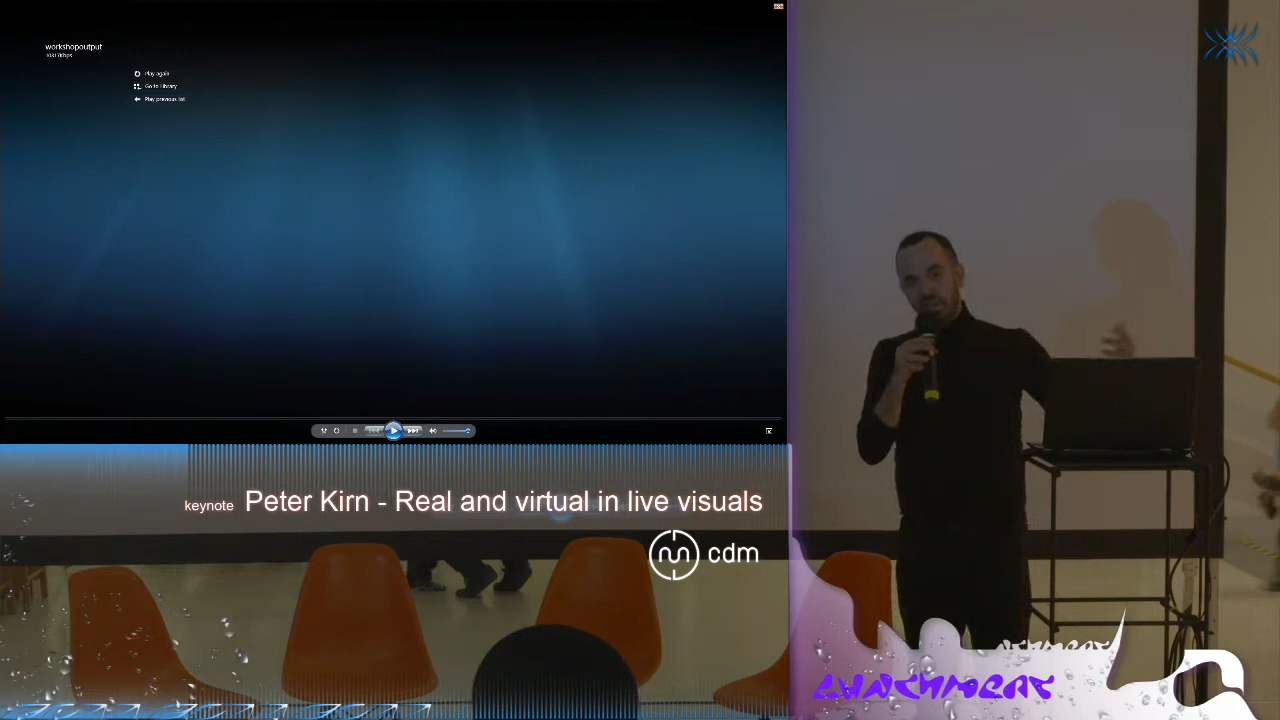 workshopoutput
Play again
Go to Library
Play previous list
keynote Peter Kirn - Real and virtual in live visuals
cdm
LUNCHMEAT